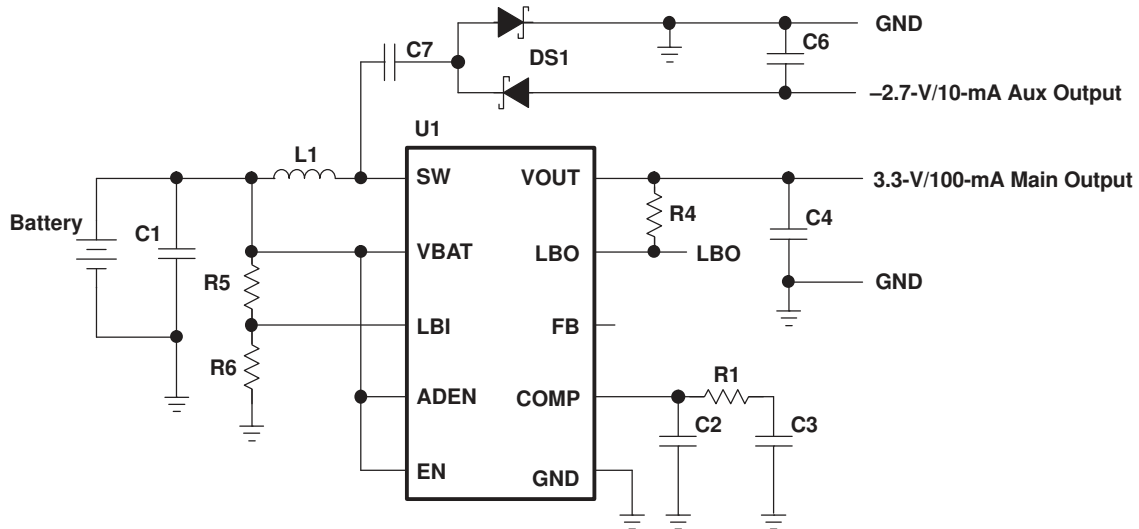 GND
C7
C6
DS1
–2.7-V/10-mA Aux Output
U1
L1
SW
VOUT
3.3-V/100-mA Main Output
R4
C4
Battery
C1
VBAT
LBO
LBO
R5
GND
LBI
FB
R6
R1
ADEN
COMP
C2
C3
EN
GND